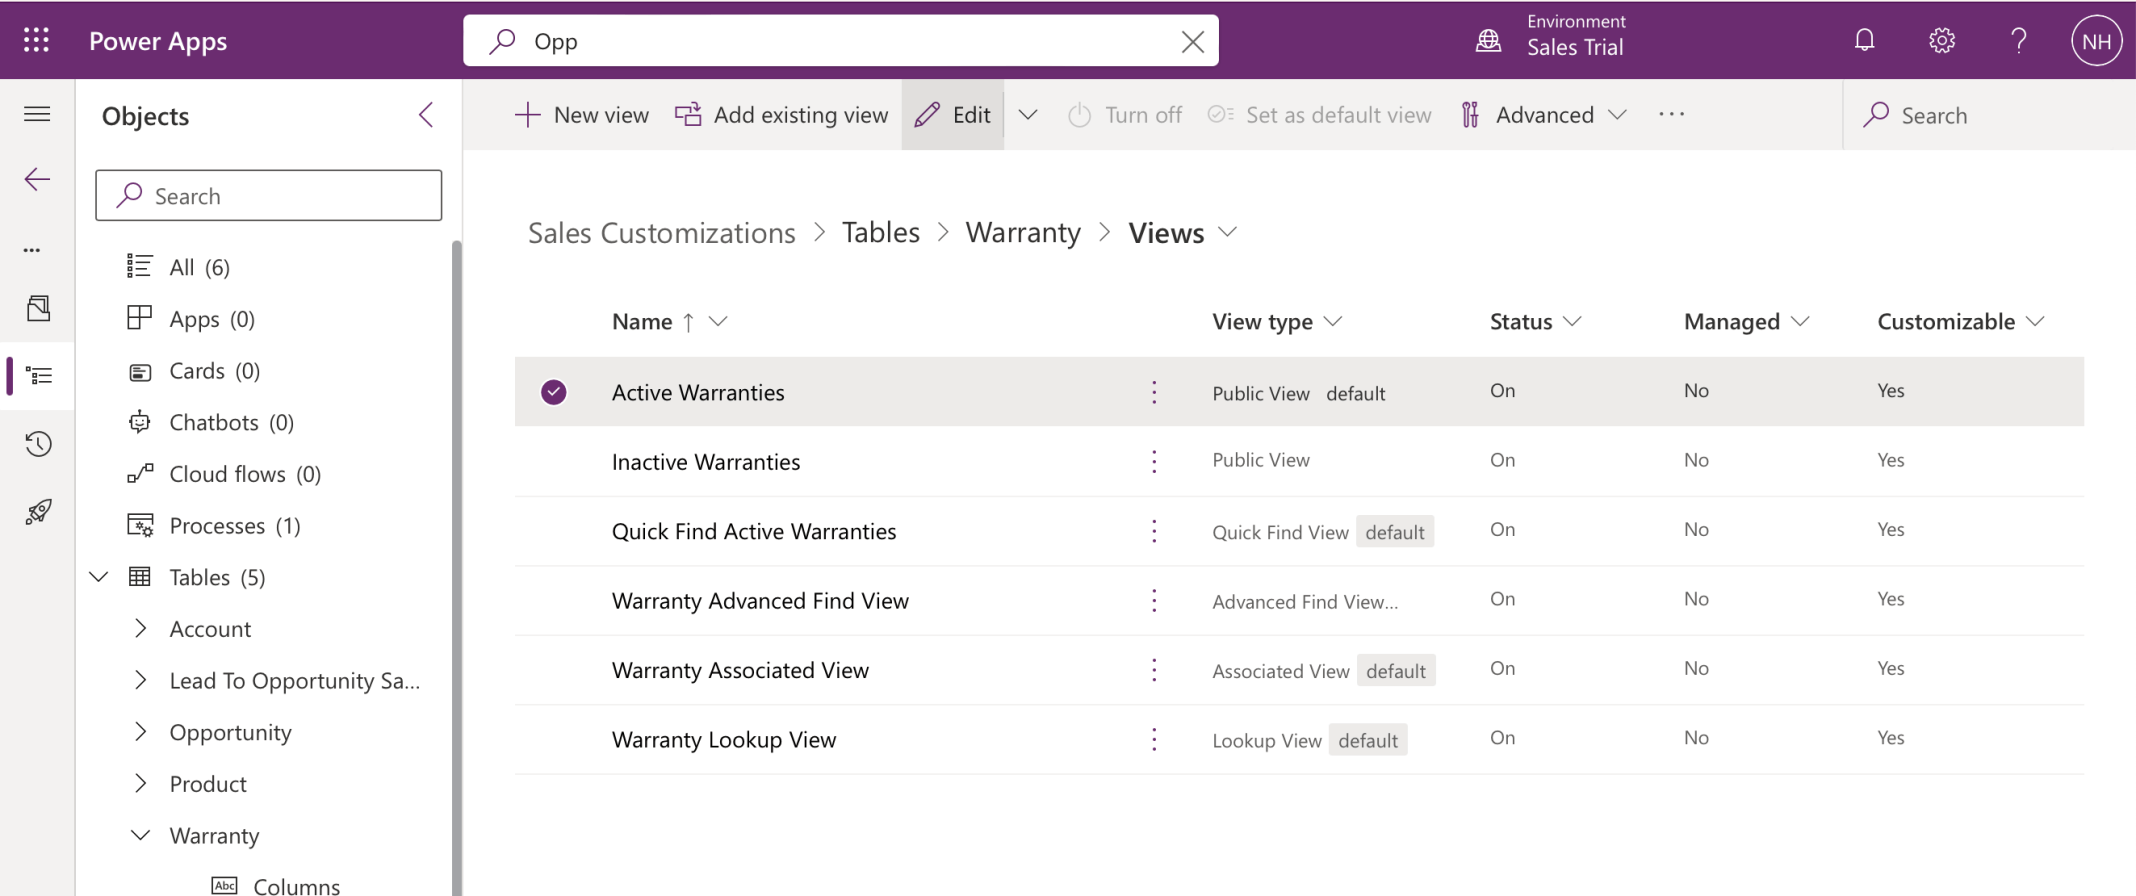 Power Apps
Opp
Environment
Sales Trial
NH
Objects
New view
Add existing view
Edit
Turn off
Set as default view
Advanced
Search
Search
All (6)
Apps (0)
Cards (0)
Chatbots (0)
Cloud flows (0)
Processes (1)
Tables (5)
Account
Lead To Opportunity Sa...
Opportunity
Product
Warranty
Abc Columns
Sales Customizations > Tables > Warranty > Views
Name ↑ View type Status Managed Customizable
Active Warranties Public View default On No Yes
Inactive Warranties Public View On No Yes
Quick Find Active Warranties Quick Find View default On No Yes
Warranty Advanced Find View Advanced Find View... On No Yes
Warranty Associated View Associated View default On No Yes
Warranty Lookup View Lookup View default On No Yes